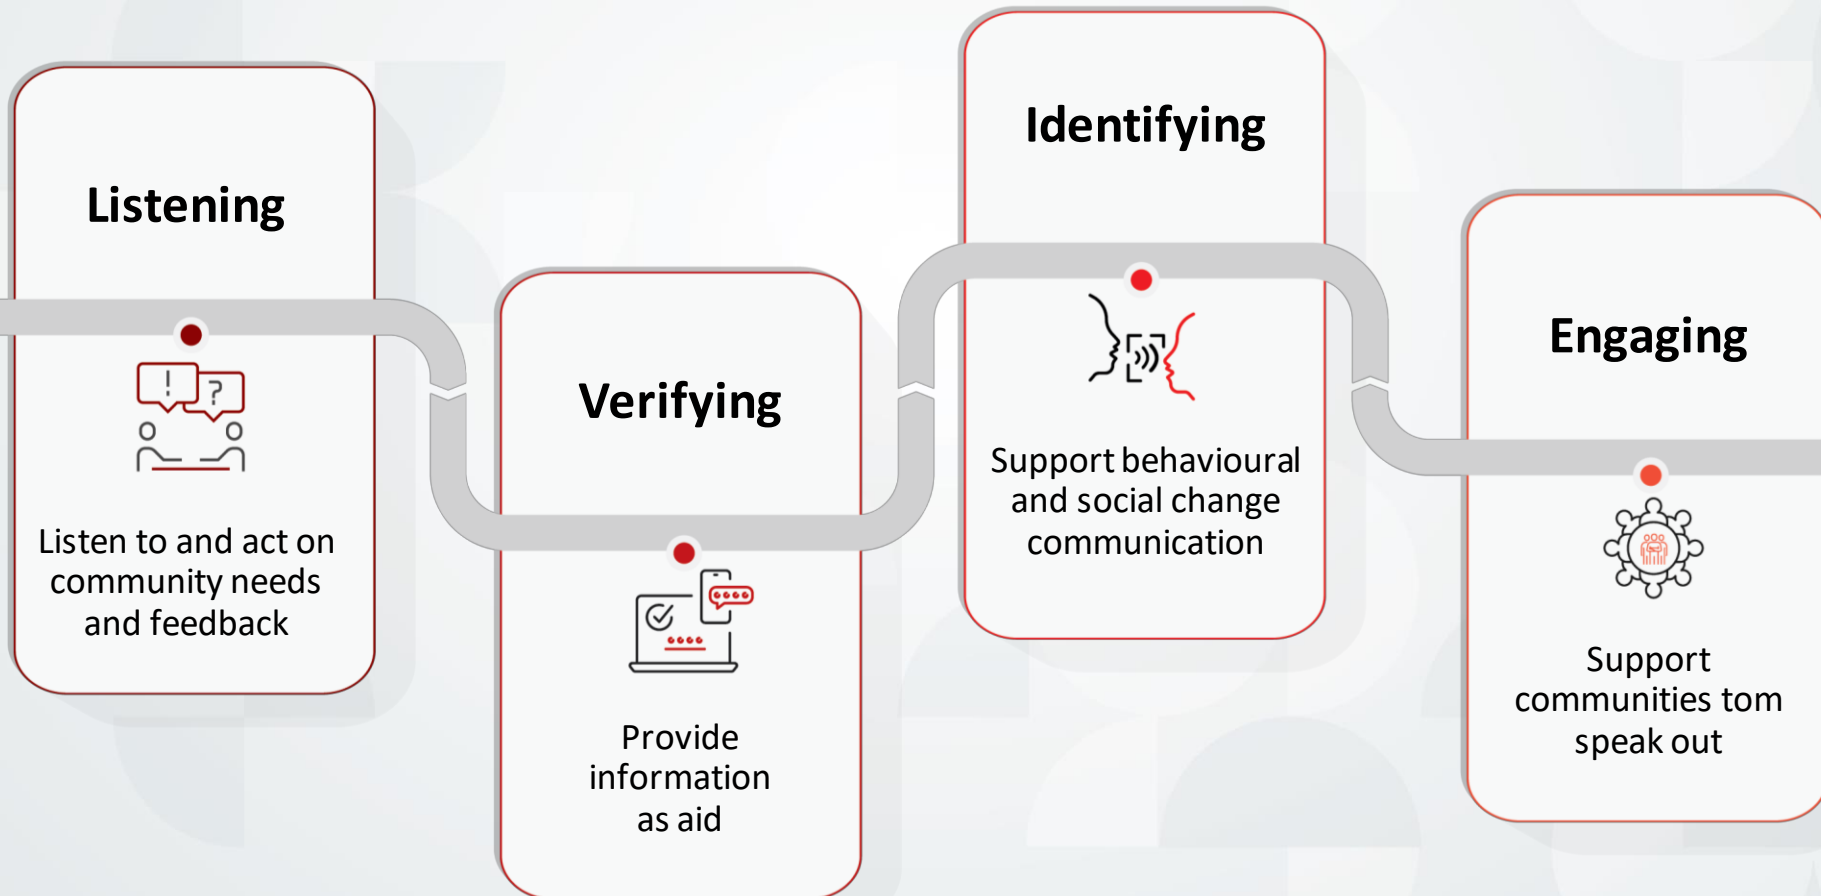 Listening
Listen to and act on
community needs
and feedback
Verifying
Provide
information
as aid
Identifying
Support behavioural
and social change
communication
Engaging
Support
communities tom
speak out